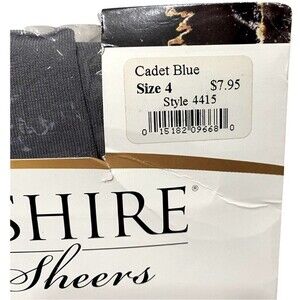 Cadet Blue
Size 4 $7.95
Style 4415
0 15182 09668 0
SHIRE®
Sheers